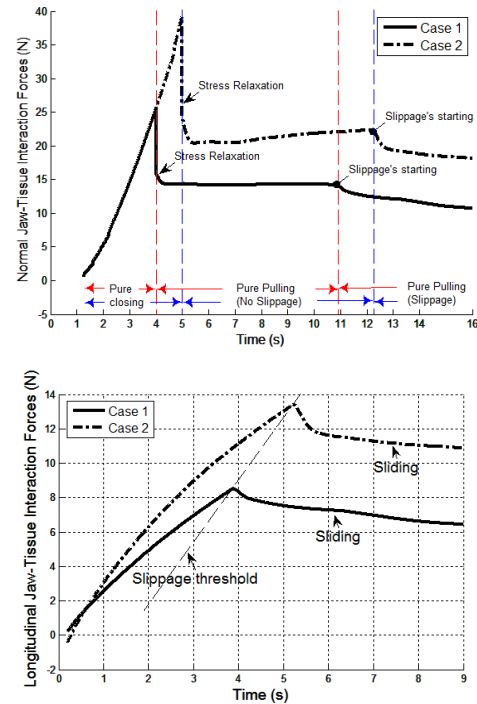 40
35
30
25
20
15
10
5
0
-5
Normal Jaw-Tissue Interaction Forces (N)
Case 1
Case 2
Stress Relaxation
Slippage's starting
Stress Relaxation
Slippage's starting
Pure closing
Pure Pulling
(No Slippage)
Pure Pulling
(Slippage)
0 1 2 3 4 5 6 7 8 9 10 11 12 13 14 15 16
Time (s)
14
12
10
8
6
4
2
0
-2
Longitudinal Jaw-Tissue Interaction Forces (N)
Case 1
Case 2
Sliding
Sliding
Slippage threshold
0 1 2 3 4 5 6 7 8 9
Time (s)